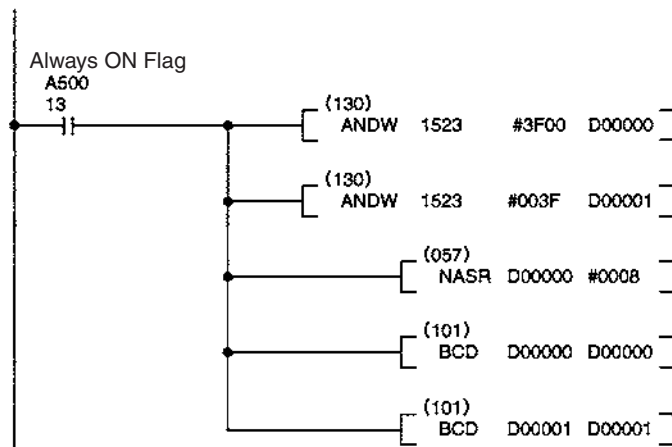 Always ON Flag
A500
13
(130)
ANDW 1523 #3F00 D00000
(130)
ANDW 1523 #003F D00001
(057)
NASR D00000 #0008
(101)
BCD D00000 D00000
(101)
BCD D00001 D00001